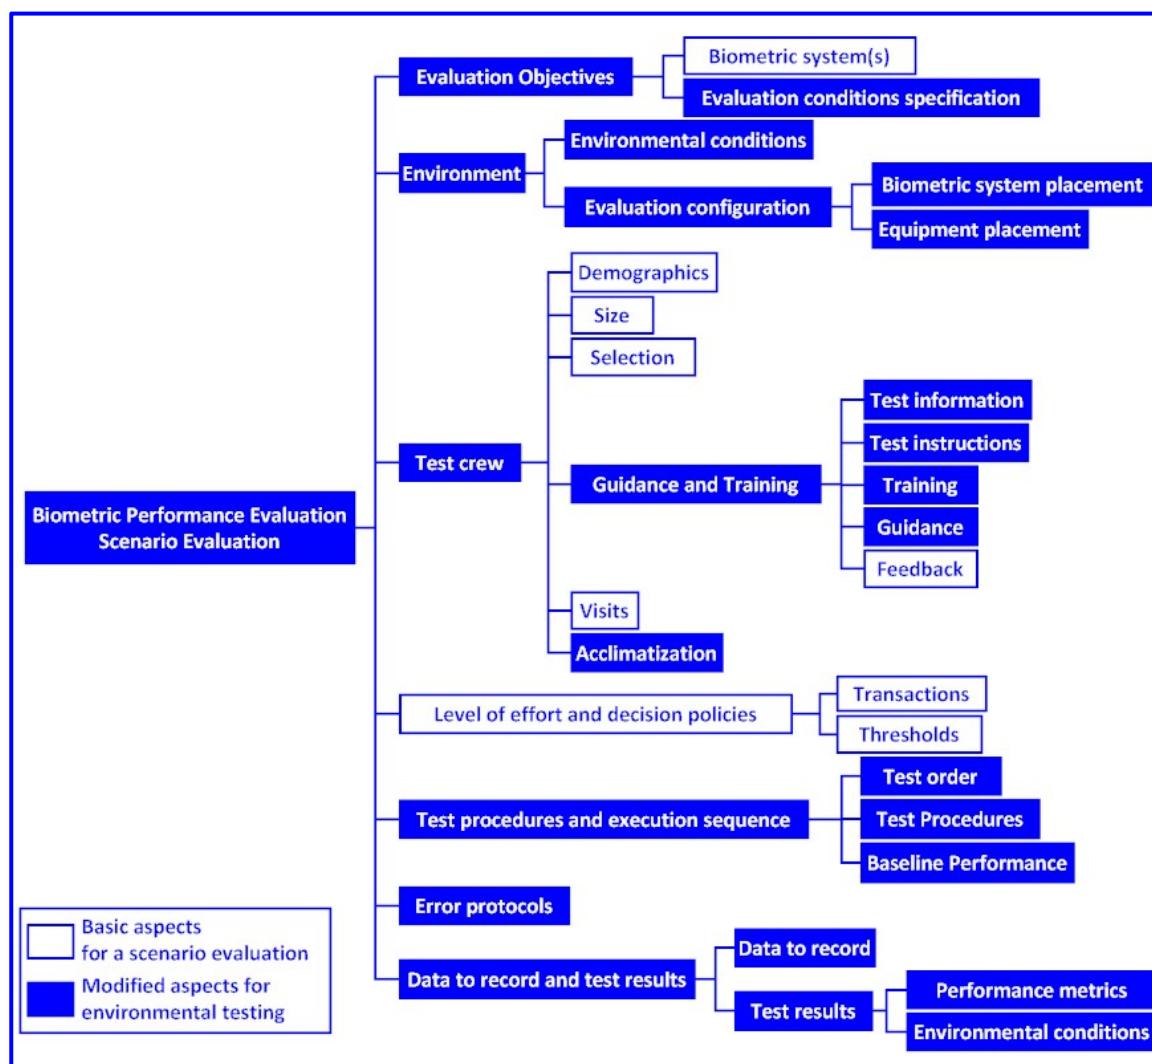 Evaluation Objectives
Biometric system(s)
Evaluation conditions specification
Environment
Environmental conditions
Evaluation configuration
Biometric system placement
Equipment placement
Test crew
Demographics
Size
Selection
Guidance and Training
Test information
Test instructions
Training
Guidance
Feedback
Visits
Acclimatization
Biometric Performance Evaluation
Scenario Evaluation
Level of effort and decision policies
Transactions
Thresholds
Test procedures and execution sequence
Test order
Test Procedures
Baseline Performance
Error protocols
Data to record and test results
Data to record
Test results
Performance metrics
Environmental conditions
Basic aspects
for a scenario evaluation
Modified aspects for
environmental testing